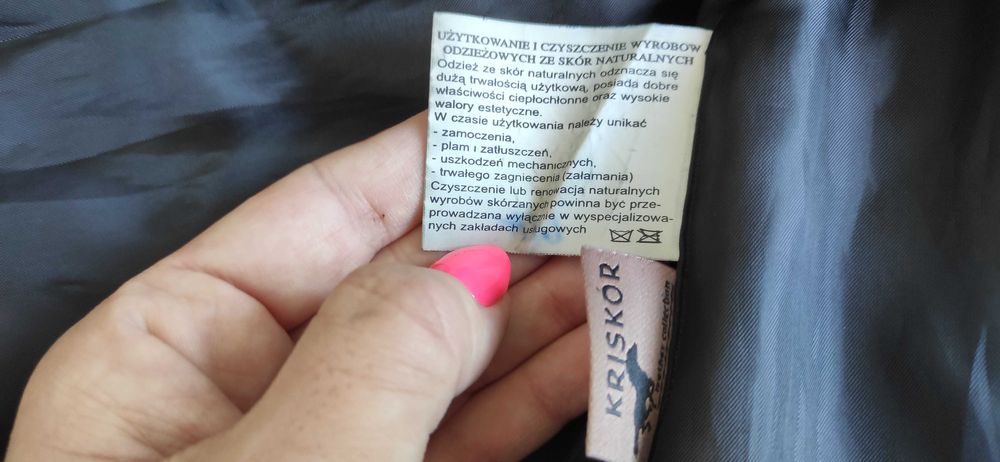 UŻYTKOWANIE I CZYSZCZENIE WYROBÓW
ODZIEŻOWYCH ZE SKÓR NATURALNYCH
Odzież ze skór naturalnych odznacza się
dużą trwałością użytkową, posiada dobre
właściwości ciepłochłonne oraz wysokie
walory estetyczne.
W czasie użytkowania należy unikać
- zamoczenia,
- plam i zatłuszczeń,
- uszkodzeń mechanicznych,
- trwałego zagniecenia (załamania)
Czyszczenie lub renowacja naturalnych
wyrobów skórzanych powinna być prze-
prowadzana wyłącznie w wyspecjalizowa-
nych zakładach usługowych
KRISKÓR
collection